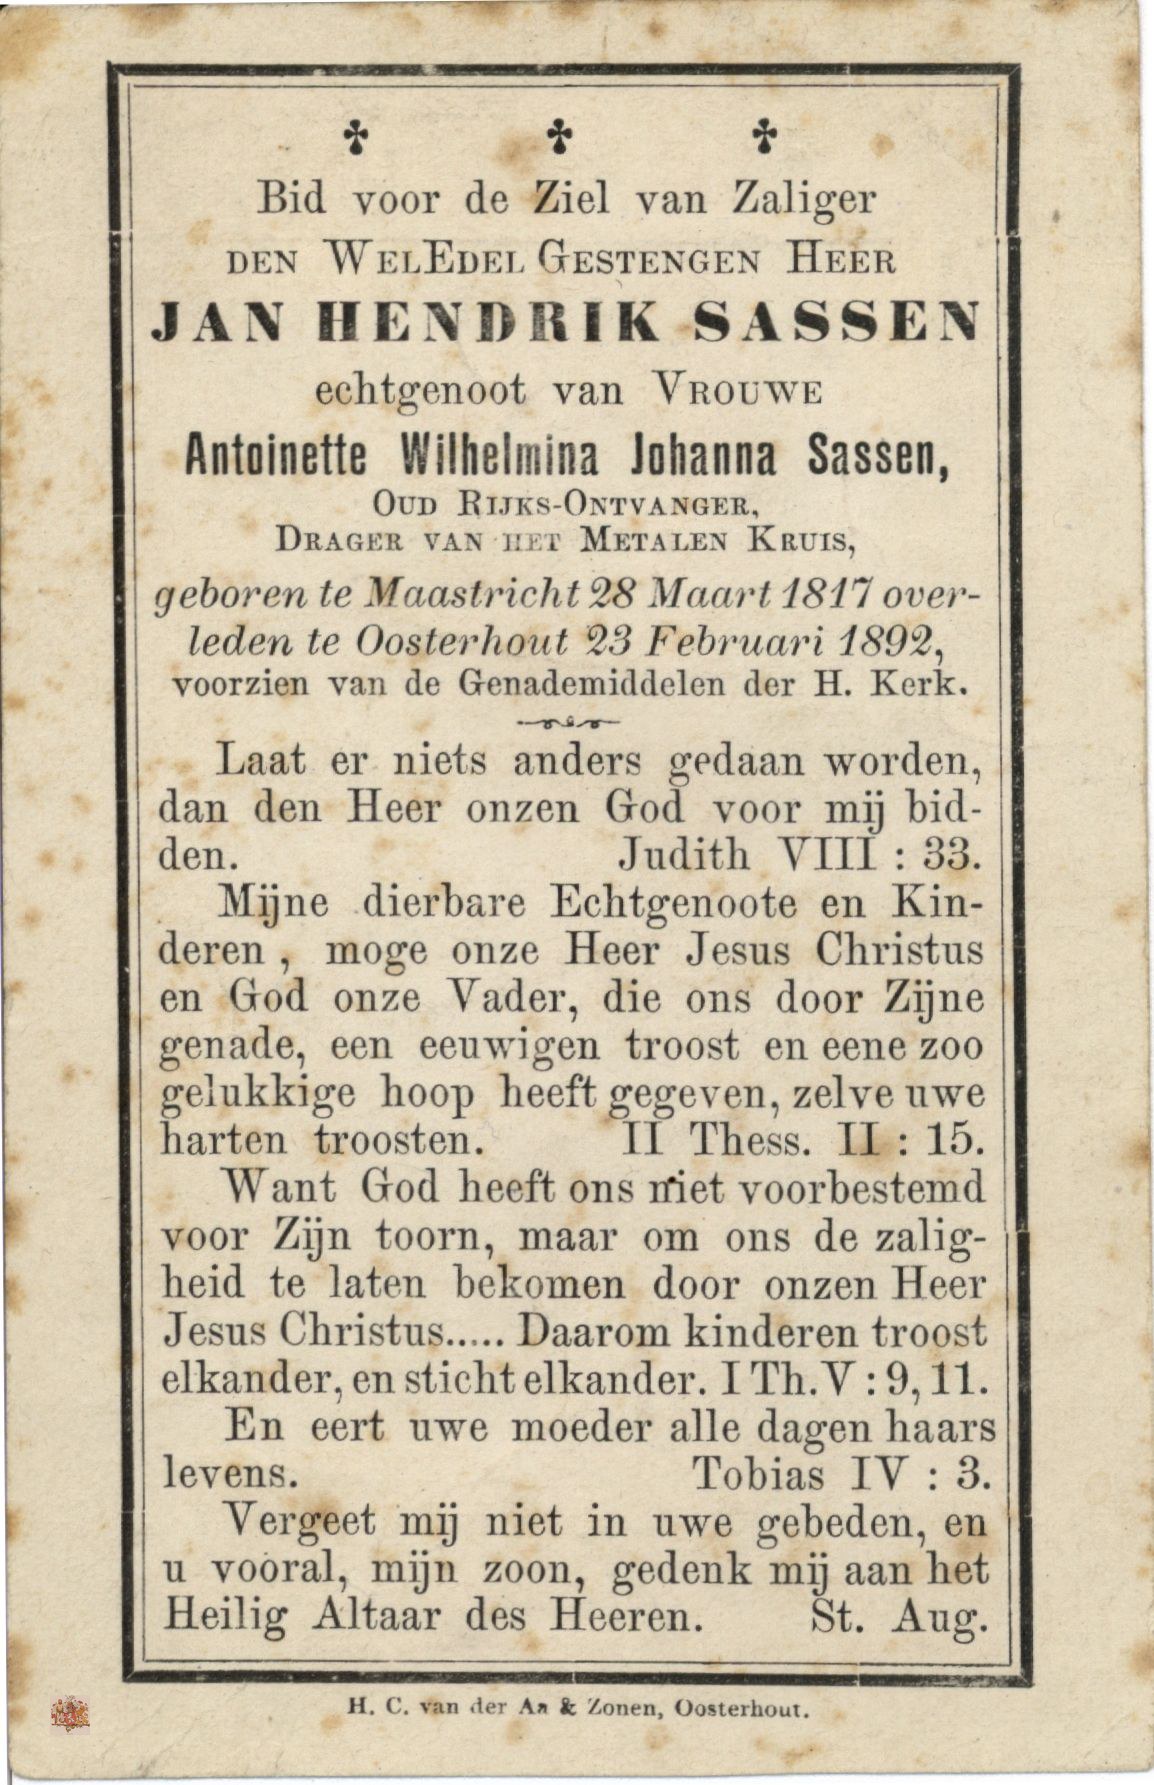 Bid voor de Ziel van Zaliger
DEN WELEDEL GESTENGEN HEER
JAN HENDRIK SASSEN
echtgenoot van VROUWE
Antoinette Wilhelmina Johanna Sassen,
OUD RIJKS-ONTVANGER,
DRAGER VAN HET METALEN KRUIS,
geboren te Maastricht 28 Maart 1817 over-
leden te Oosterhout 23 Februari 1892,
voorzien van de Genademiddelen der H. Kerk.
Laat er niets anders gedaan worden,
dan den Heer onzen God voor mij bid-
den. Judith VIII : 33.
Mijne dierbare Echtgenoote en Kin-
deren , moge onze Heer Jesus Christus
en God onze Vader, die ons door Zijne
genade, een eeuwigen troost en eene zoo
gelukkige hoop heeft gegeven, zelve uwe
harten troosten. II Thess. II : 15.
Want God heeft ons niet voorbestemd
voor Zijn toorn, maar om ons de zalig-
heid te laten bekomen door onzen Heer
Jesus Christus..... Daarom kinderen troost
elkander, en sticht elkander. I Th. V : 9, 11.
En eert uwe moeder alle dagen haars
levens. Tobias IV : 3.
Vergeet mij niet in uwe gebeden, en
u vooral, mijn zoon, gedenk mij aan het
Heilig Altaar des Heeren. St. Aug.
H. C. van der Aa & Zonen, Oosterhout.